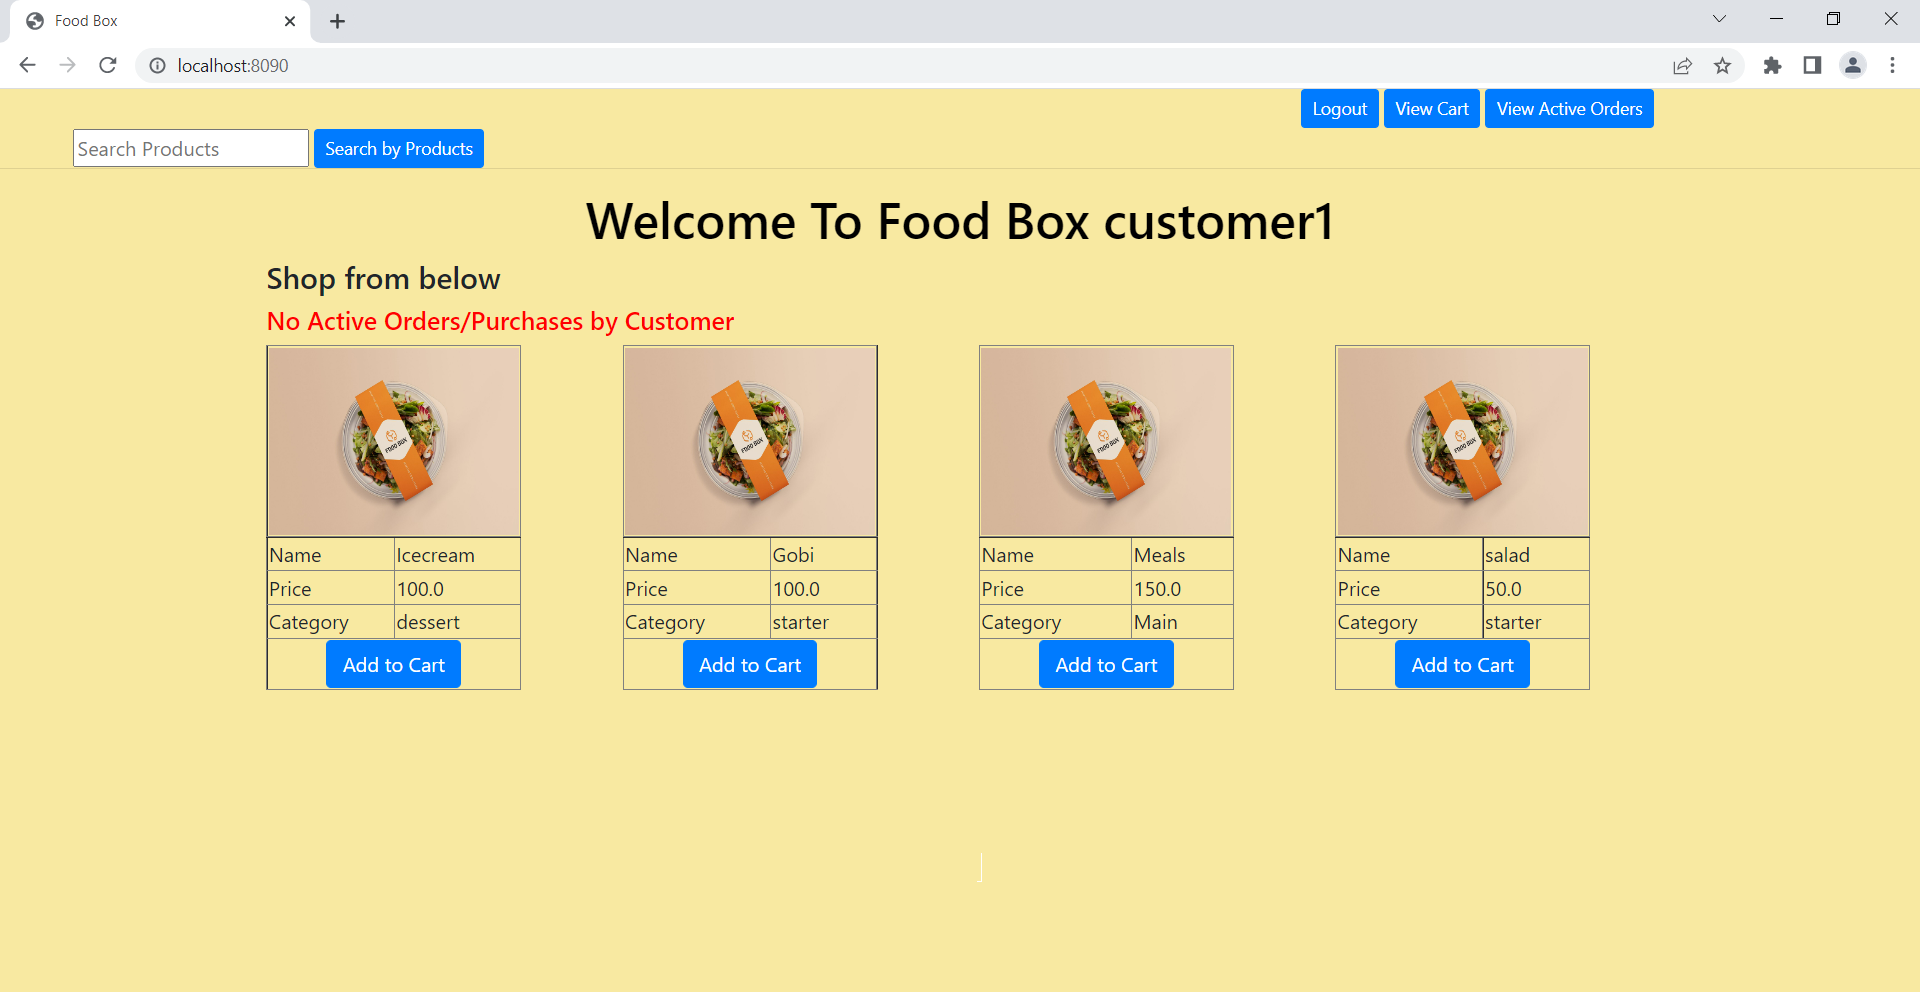 Food Box
localhost:8090
Logout View Cart View Active Orders
Search Products Search by Products
Welcome To Food Box customer1
Shop from below
No Active Orders/Purchases by Customer
Name Icecream
Price 100.0
Category dessert
Add to Cart
Name Gobi
Price 100.0
Category starter
Add to Cart
Name Meals
Price 150.0
Category Main
Add to Cart
Name salad
Price 50.0
Category starter
Add to Cart